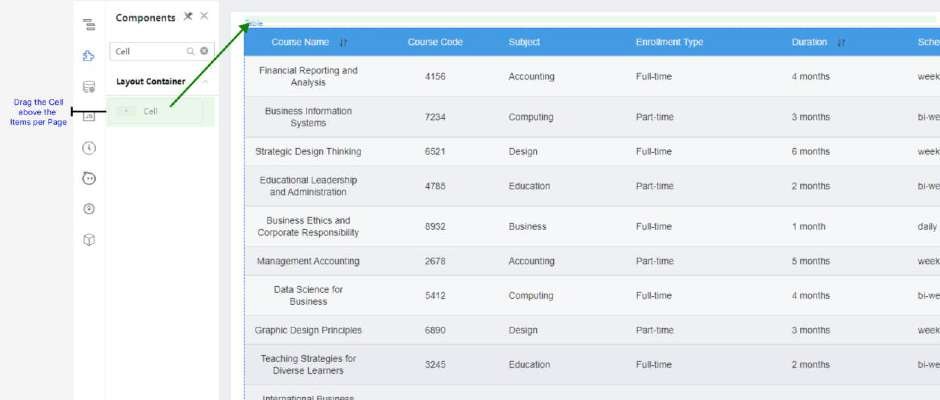 Components
Cell
Layout Container
Cell
Drag the Cell
above the
Items per Page
Table
Course Name Course Code Subject Enrollment Type Duration Sche
Financial Reporting and
Analysis
4156 Accounting Full-time 4 months week
Business Information
Systems
7234 Computing Part-time 3 months bi-we
Strategic Design Thinking 6521 Design Full-time 6 months week
Educational Leadership
and Administration
4785 Education Part-time 2 months bi-we
Business Ethics and
Corporate Responsibility
8932 Business Full-time 1 month daily
Management Accounting 2678 Accounting Part-time 5 months week
Data Science for
Business
5412 Computing Full-time 4 months bi-we
Graphic Design Principles 6890 Design Part-time 3 months week
Teaching Strategies for
Diverse Learners
3245 Education Full-time 2 months bi-we
International Business